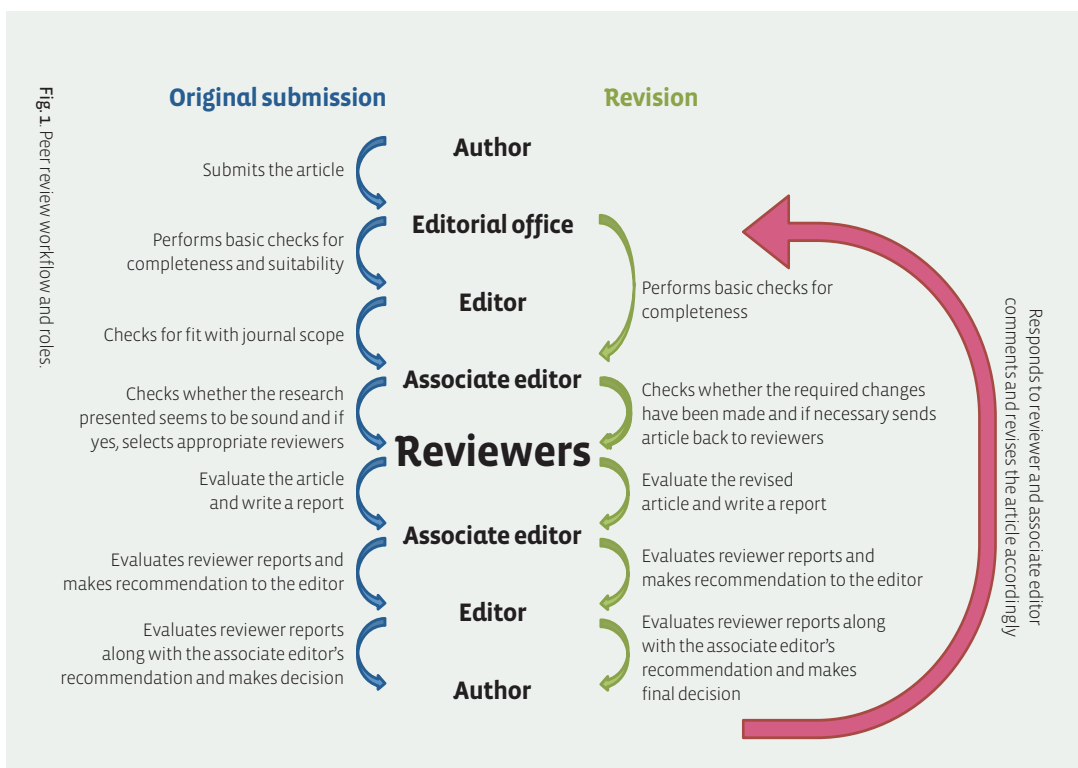 Fig. 1. Peer review workflow and roles.
Original submission
Revision
Author
Submits the article
Editorial office
Performs basic checks for
completeness and suitability
Performs basic checks for
completeness
Editor
Checks for fit with journal scope
Associate editor
Checks whether the research
presented seems to be sound and if
yes, selects appropriate reviewers
Checks whether the required changes
have been made and if necessary sends
article back to reviewers
Reviewers
Evaluate the article
and write a report
Evaluate the revised
article and write a report
Associate editor
Evaluates reviewer reports and
makes recommendation to the editor
Evaluates reviewer reports and
makes recommendation to the editor
Editor
Evaluates reviewer reports
along with the associate editor's
recommendation and makes decision
Evaluates reviewer reports along
with the associate editor's
recommendation and makes
final decision
Author
Responds to reviewer and associate editor
comments and revises the article accordingly